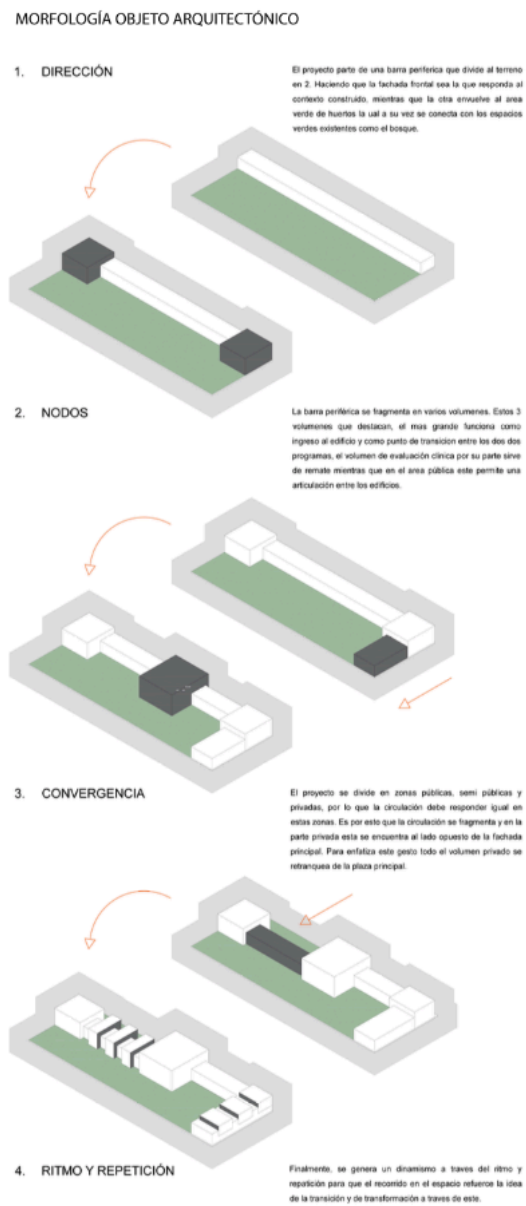 MORFOLOGÍA OBJETO ARQUITECTÓNICO
1. DIRECCIÓN
El proyecto parte de una barra periferica que divide al terreno
en 2. Haciendo que la fachada frontal sea la que responda al
contexto construido, mientras que la otra envuelve al area
verde de huertos la ual a su vez se conecta con los espacios
verdes existentes como el bosque.
2. NODOS
La barra periférica se fragmenta en varios volumenes. Estos 3
volumenes que destacan, el mas grande funciona como
ingreso al edificio y como punto de transicion entre los dos dos
programas, el volumen de evaluación clínica por su parte sirve
de remate mientras que en el area pública este permite una
articulación entre los edificios.
3. CONVERGENCIA
El proyecto se divide en zonas públicas, semi públicas y
privadas, por lo que la circulación debe responder igual en
estas zonas. Es por esto que la circulación se fragmenta y en la
parte privada esta se encuentra al lado opuesto de la fachada
principal. Para enfatiza este gesto todo el volumen privado se
retranquea de la plaza principal.
4. RITMO Y REPETICIÓN
Finalmente, se genera un dinamismo a traves del ritmo y
repetición para que el recorrido en el espacio refuerce la idea
de la transición y de transformación a traves de este.